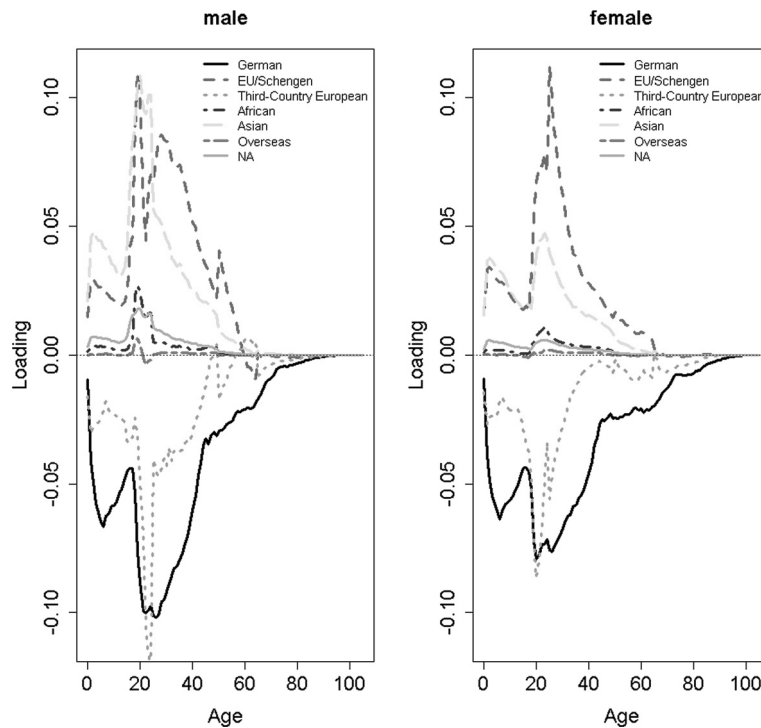 male
0.10
0.05
0.00
-0.05
-0.10
Loading
German
EU/Schengen
Third-Country European
African
Asian
Overseas
NA
0 20 40 60 80 100
Age
female
0.10
0.05
0.00
-0.05
-0.10
Loading
German
EU/Schengen
Third-Country European
African
Asian
Overseas
NA
0 20 40 60 80 100
Age